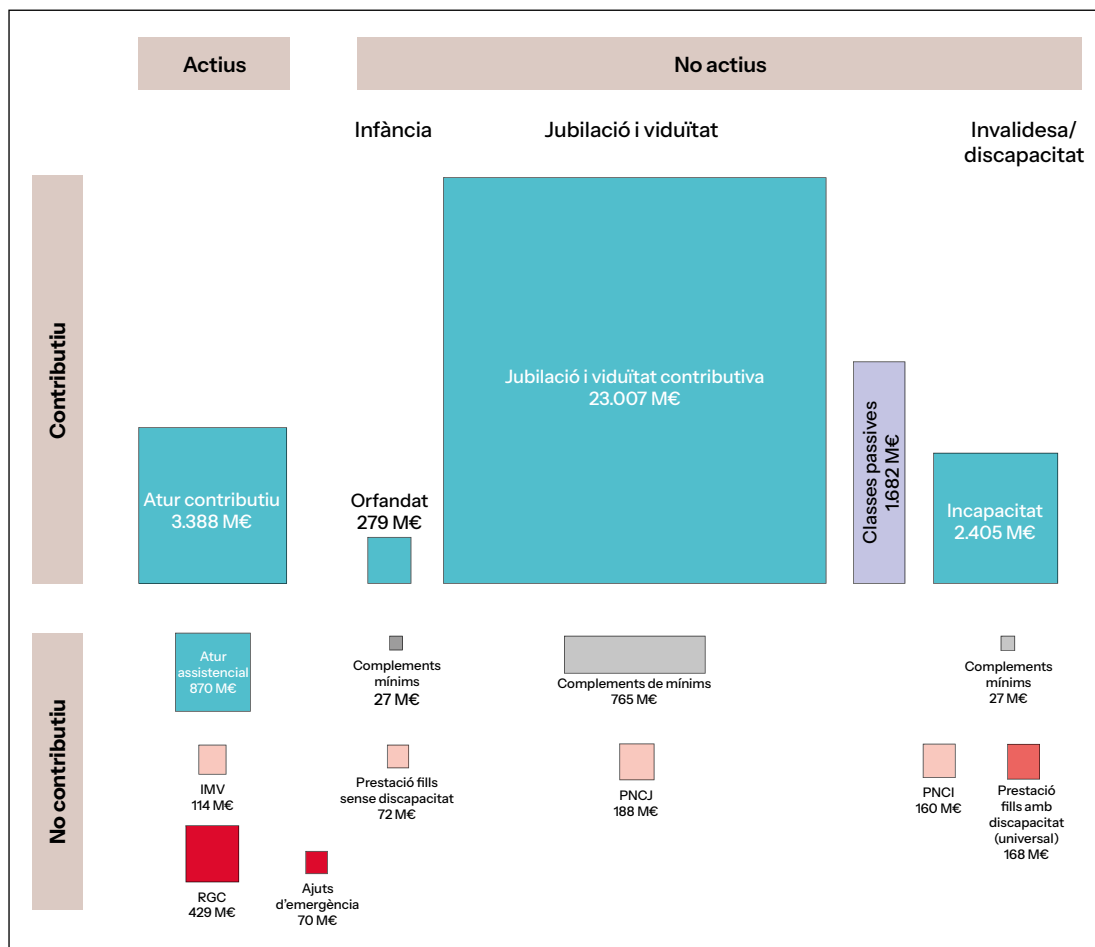 Actius
No actius
Infància
Jubilació i viduïtat
Invalidesa/
discapacitat
Contributiu
Jubilació i viduïtat contributiva
23.007 M€
Classes passives
1.682 M€
Atur contributiu
3.388 M€
Orfandat
279 M€
Incapacitat
2.405 M€
No contributiu
Atur
assistencial
870 M€
Complements
mínims
27 M€
Complements de mínims
765 M€
Complements
mínims
27 M€
IMV
114 M€
Prestació fills
sense discapacitat
72 M€
PNCJ
188 M€
PNCI
160 M€
Prestació
fills amb
discapacitat
(universal)
168 M€
RGC
429 M€
Ajuts
d'emergència
70 M€